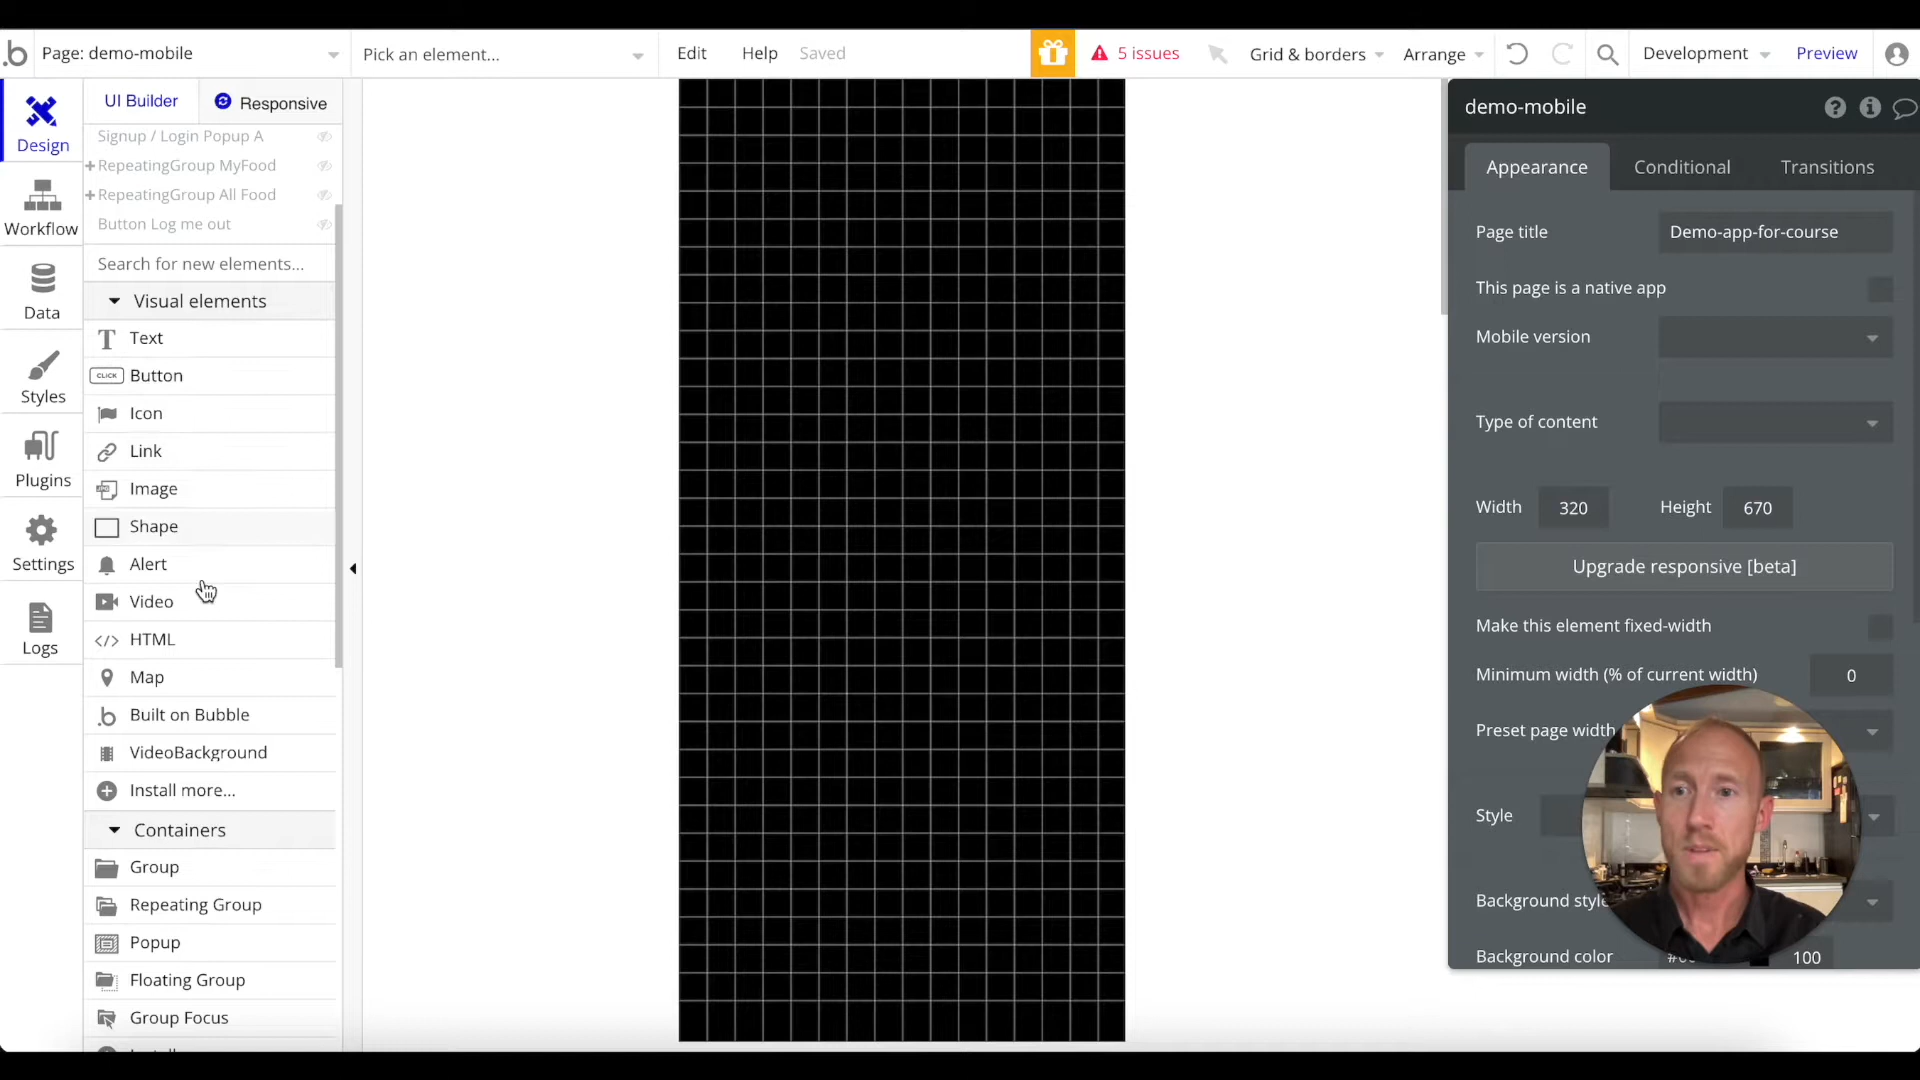 b Page: demo-mobile Pick an element... Edit Help Saved 5 issues Grid & borders Arrange Development Preview
Design
Workflow
Data
Styles
Plugins
Settings
Logs
UI Builder Responsive
Signup / Login Popup A
+RepeatingGroup MyFood
+RepeatingGroup All Food
Button Log me out
Search for new elements...
Visual elements
Text
CLICK Button
Icon
Link
Image
Shape
Alert
Video
</> HTML
Map
b Built on Bubble
VideoBackground
Install more...
Containers
Group
Repeating Group
Popup
Floating Group
Group Focus
demo-mobile
Appearance Conditional Transitions
Page title Demo-app-for-course
This page is a native app
Mobile version
Type of content
Width 320 Height 670
Upgrade responsive [beta]
Make this element fixed-width
Minimum width (% of current width) 0
Preset page width
Style
Background style
Background color 100